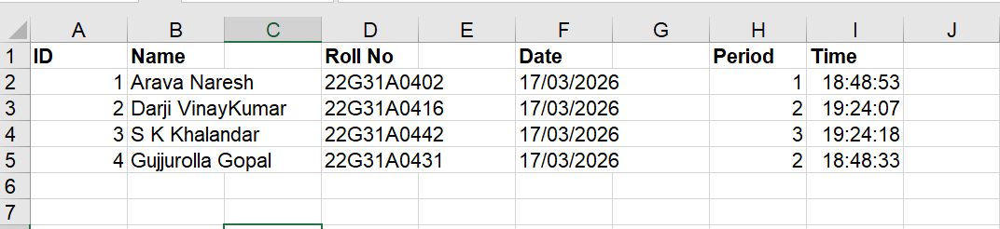 A B C D E F G H I J
1 ID Name Roll No Date Period Time
2 1 Arava Naresh 22G31A0402 17/03/2026 1 18:48:53
3 2 Darji VinayKumar 22G31A0416 17/03/2026 2 19:24:07
4 3 S K Khalandar 22G31A0442 17/03/2026 3 19:24:18
5 4 Gujjurolla Gopal 22G31A0431 17/03/2026 2 18:48:33
6
7